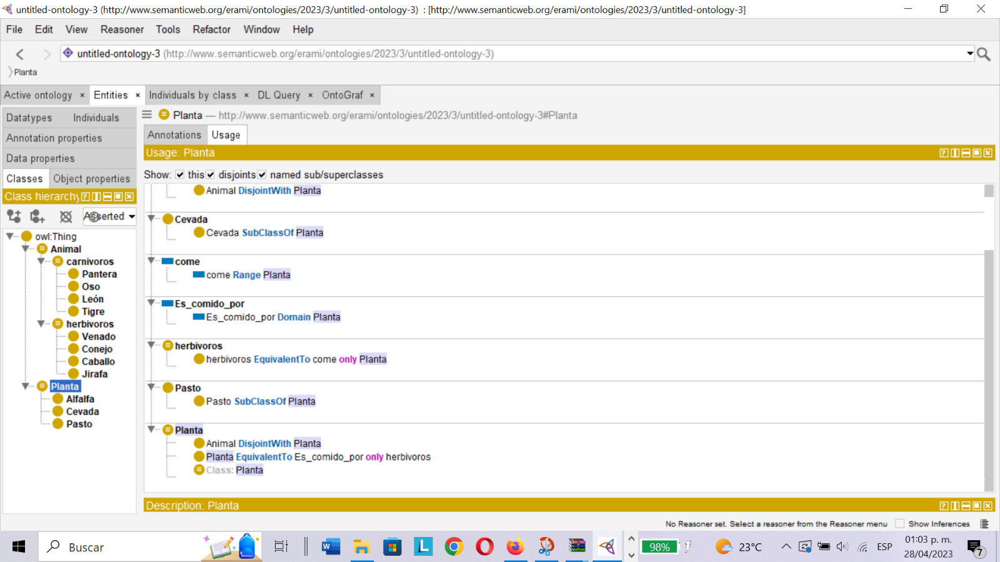 untitled-ontology-3 (http://www.semanticweb.org/erami/ontologies/2023/3/untitled-ontology-3) : [http://www.semanticweb.org/erami/ontologies/2023/3/untitled-ontology-3]
File Edit View Reasoner Tools Refactor Window Help
untitled-ontology-3 (http://www.semanticweb.org/erami/ontologies/2023/3/untitled-ontology-3)
Planta
Active ontology × Entities × Individuals by class × DL Query × OntoGraf ×
Datatypes Individuals
Annotation properties
Data properties
Classes Object properties
Class hierarchy
Asserted
owl:Thing
Animal
carnivoros
Pantera
Oso
León
Tigre
herbivoros
Venado
Conejo
Caballo
Jirafa
Planta
Alfalfa
Cevada
Pasto
Planta — http://www.semanticweb.org/erami/ontologies/2023/3/untitled-ontology-3#Planta
Annotations Usage
Usage: Planta
Show: this disjoints named sub/superclasses
Animal DisjointWith Planta
Cevada
Cevada SubClassOf Planta
come
come Range Planta
Es_comido_por
Es_comido_por Domain Planta
herbivoros
herbivoros EquivalentTo come only Planta
Pasto
Pasto SubClassOf Planta
Planta
Animal DisjointWith Planta
Planta EquivalentTo Es_comido_por only herbivoros
Class: Planta
Description: Planta
No Reasoner set. Select a reasoner from the Reasoner menu Show Inferences
Buscar
98%
23°C
ESP
01:03 p. m.
28/04/2023
7